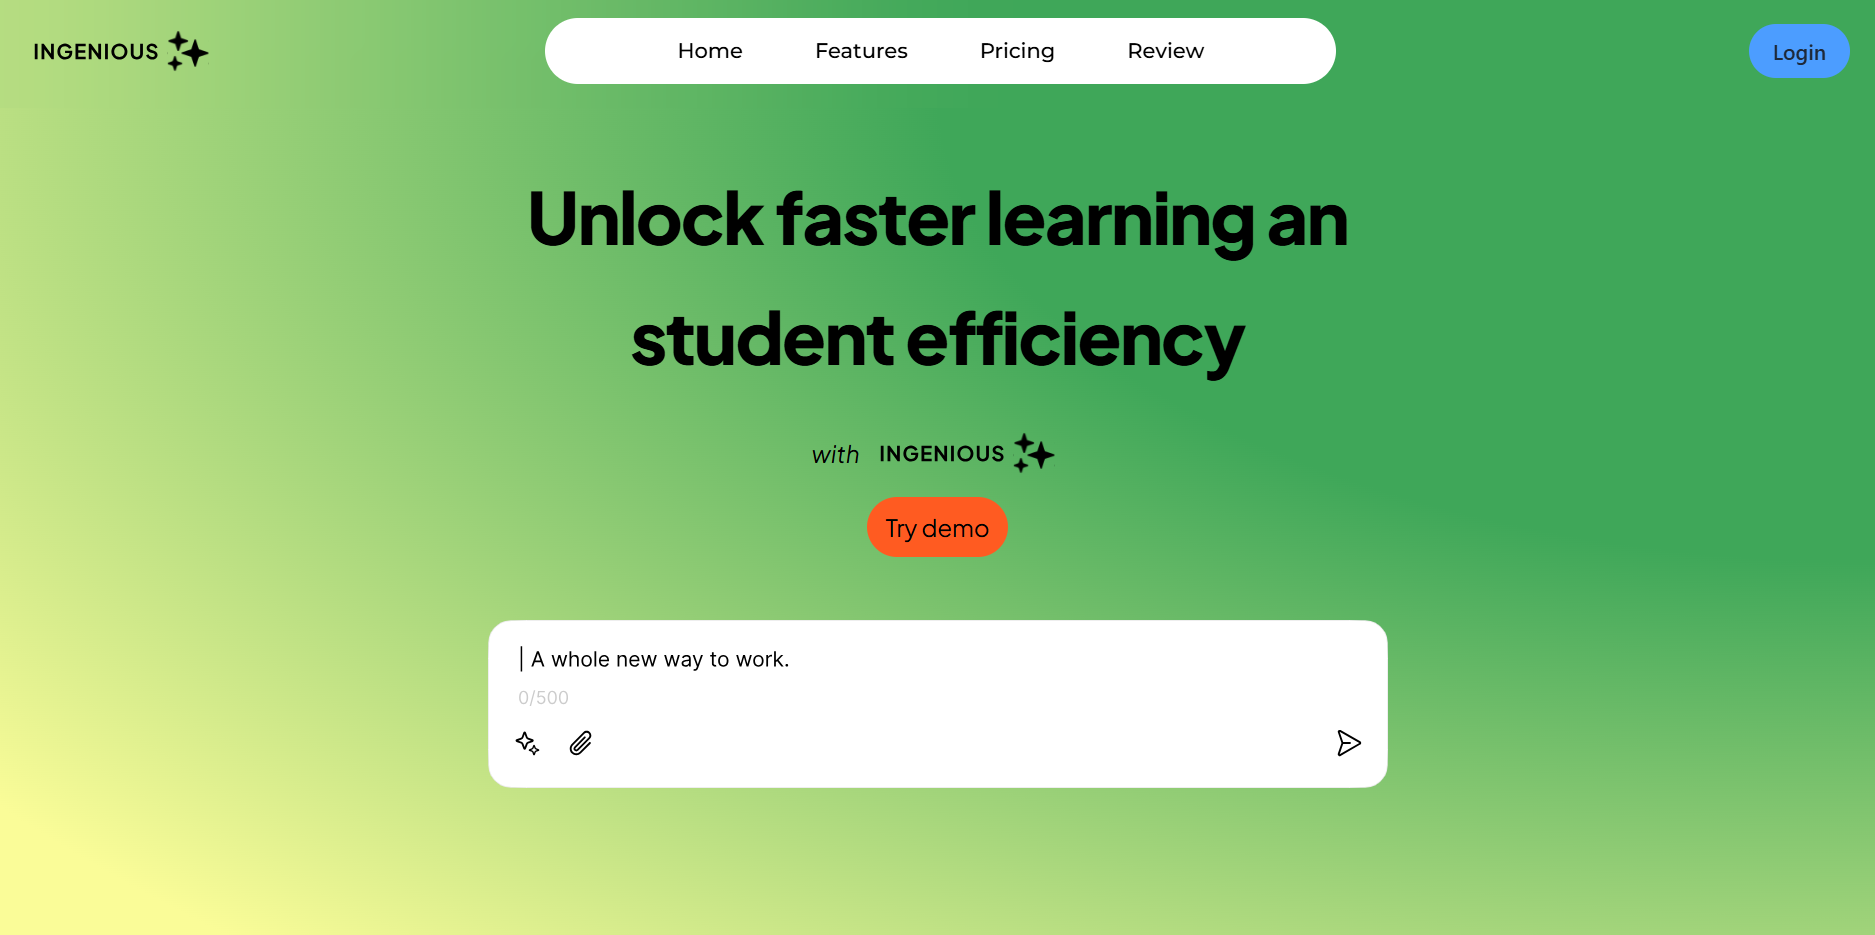 INGENIOUS
Home Features Pricing Review
Login
Unlock faster learning an
student efficiency
with INGENIOUS
Try demo
A whole new way to work.
0/500